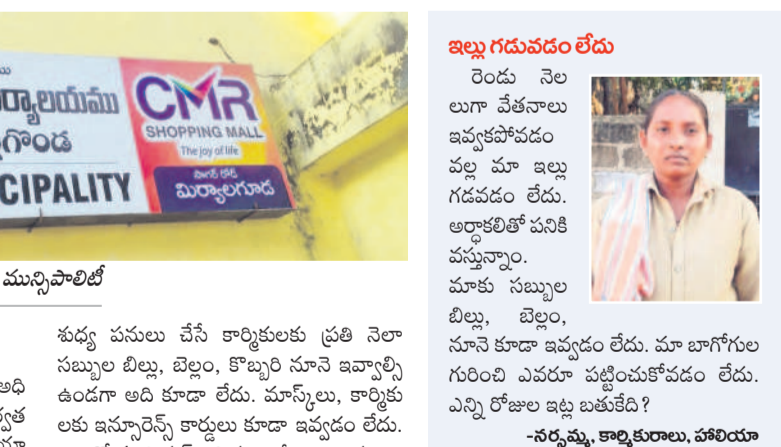 ర్యాలయము
CIPALITY
CMR
SHOPPING MALL
The joy of life
సాగర్ రోడ్
మిర్యాలగూడ
మున్సిపాలిటీ
శుధ్య పనులు చేసే కార్మికులకు ప్రతి నెలా
సబ్బుల బిల్లు, బెల్లం, కొబ్బరి నూనె ఇవ్వాల్సి
ఉండగా అది కూడా లేదు. మాస్క్‌లు, కార్మికు
లకు ఇన్సూరెన్స్ కార్డులు కూడా ఇవ్వడం లేదు.
ఇల్లు గడువడం లేదు
రెండు నెల
లుగా వేతనాలు
ఇవ్వకపోవడం
వల్ల మా ఇల్లు
గడవడం లేదు.
అర్ధాకలితో పనికి
వస్తున్నాం.
మాకు సబ్బుల
బిల్లు, బెల్లం,
నూనె కూడా ఇవ్వడం లేదు. మా బాగోగుల
గురించి ఎవరూ పట్టించుకోవడం లేదు.
ఎన్ని రోజుల ఇట్ల బతుకేది?
-నర్సమ్మ, కార్మికురాలు, హాలియా